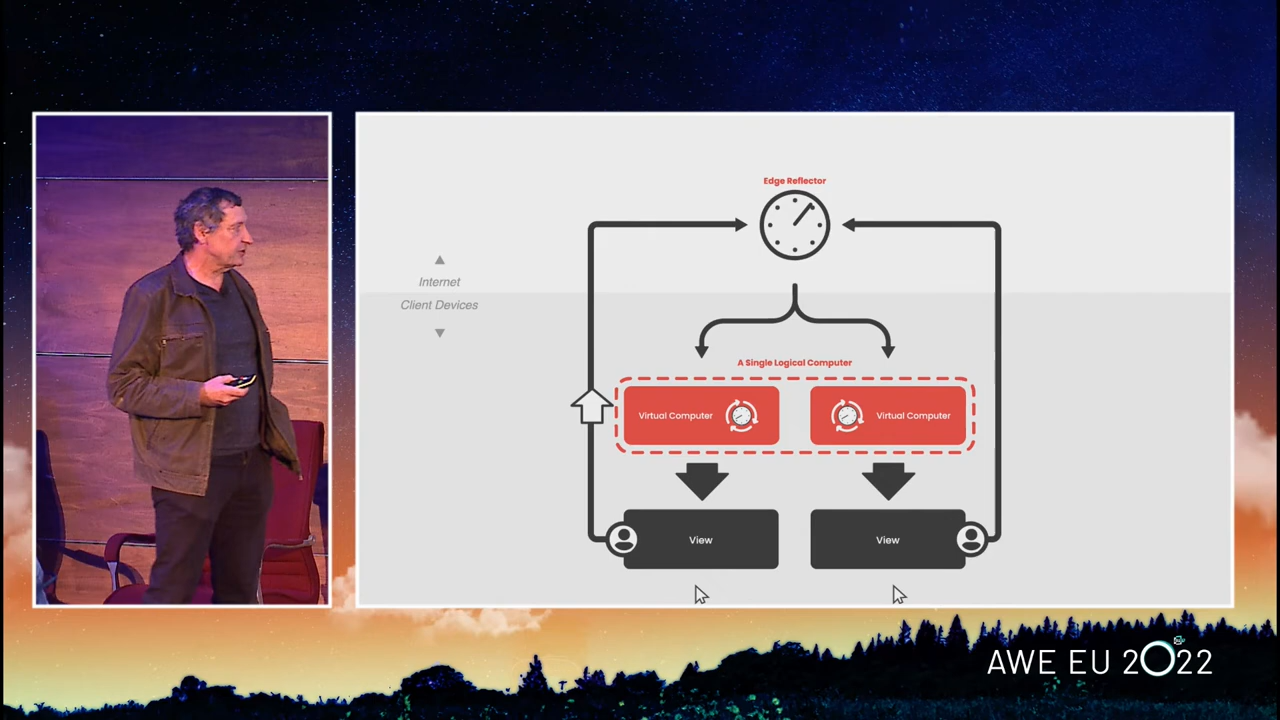 Edge Reflector
Internet
Client Devices
A Single Logical Computer
Virtual Computer
Virtual Computer
View
View
AWE EU 2022